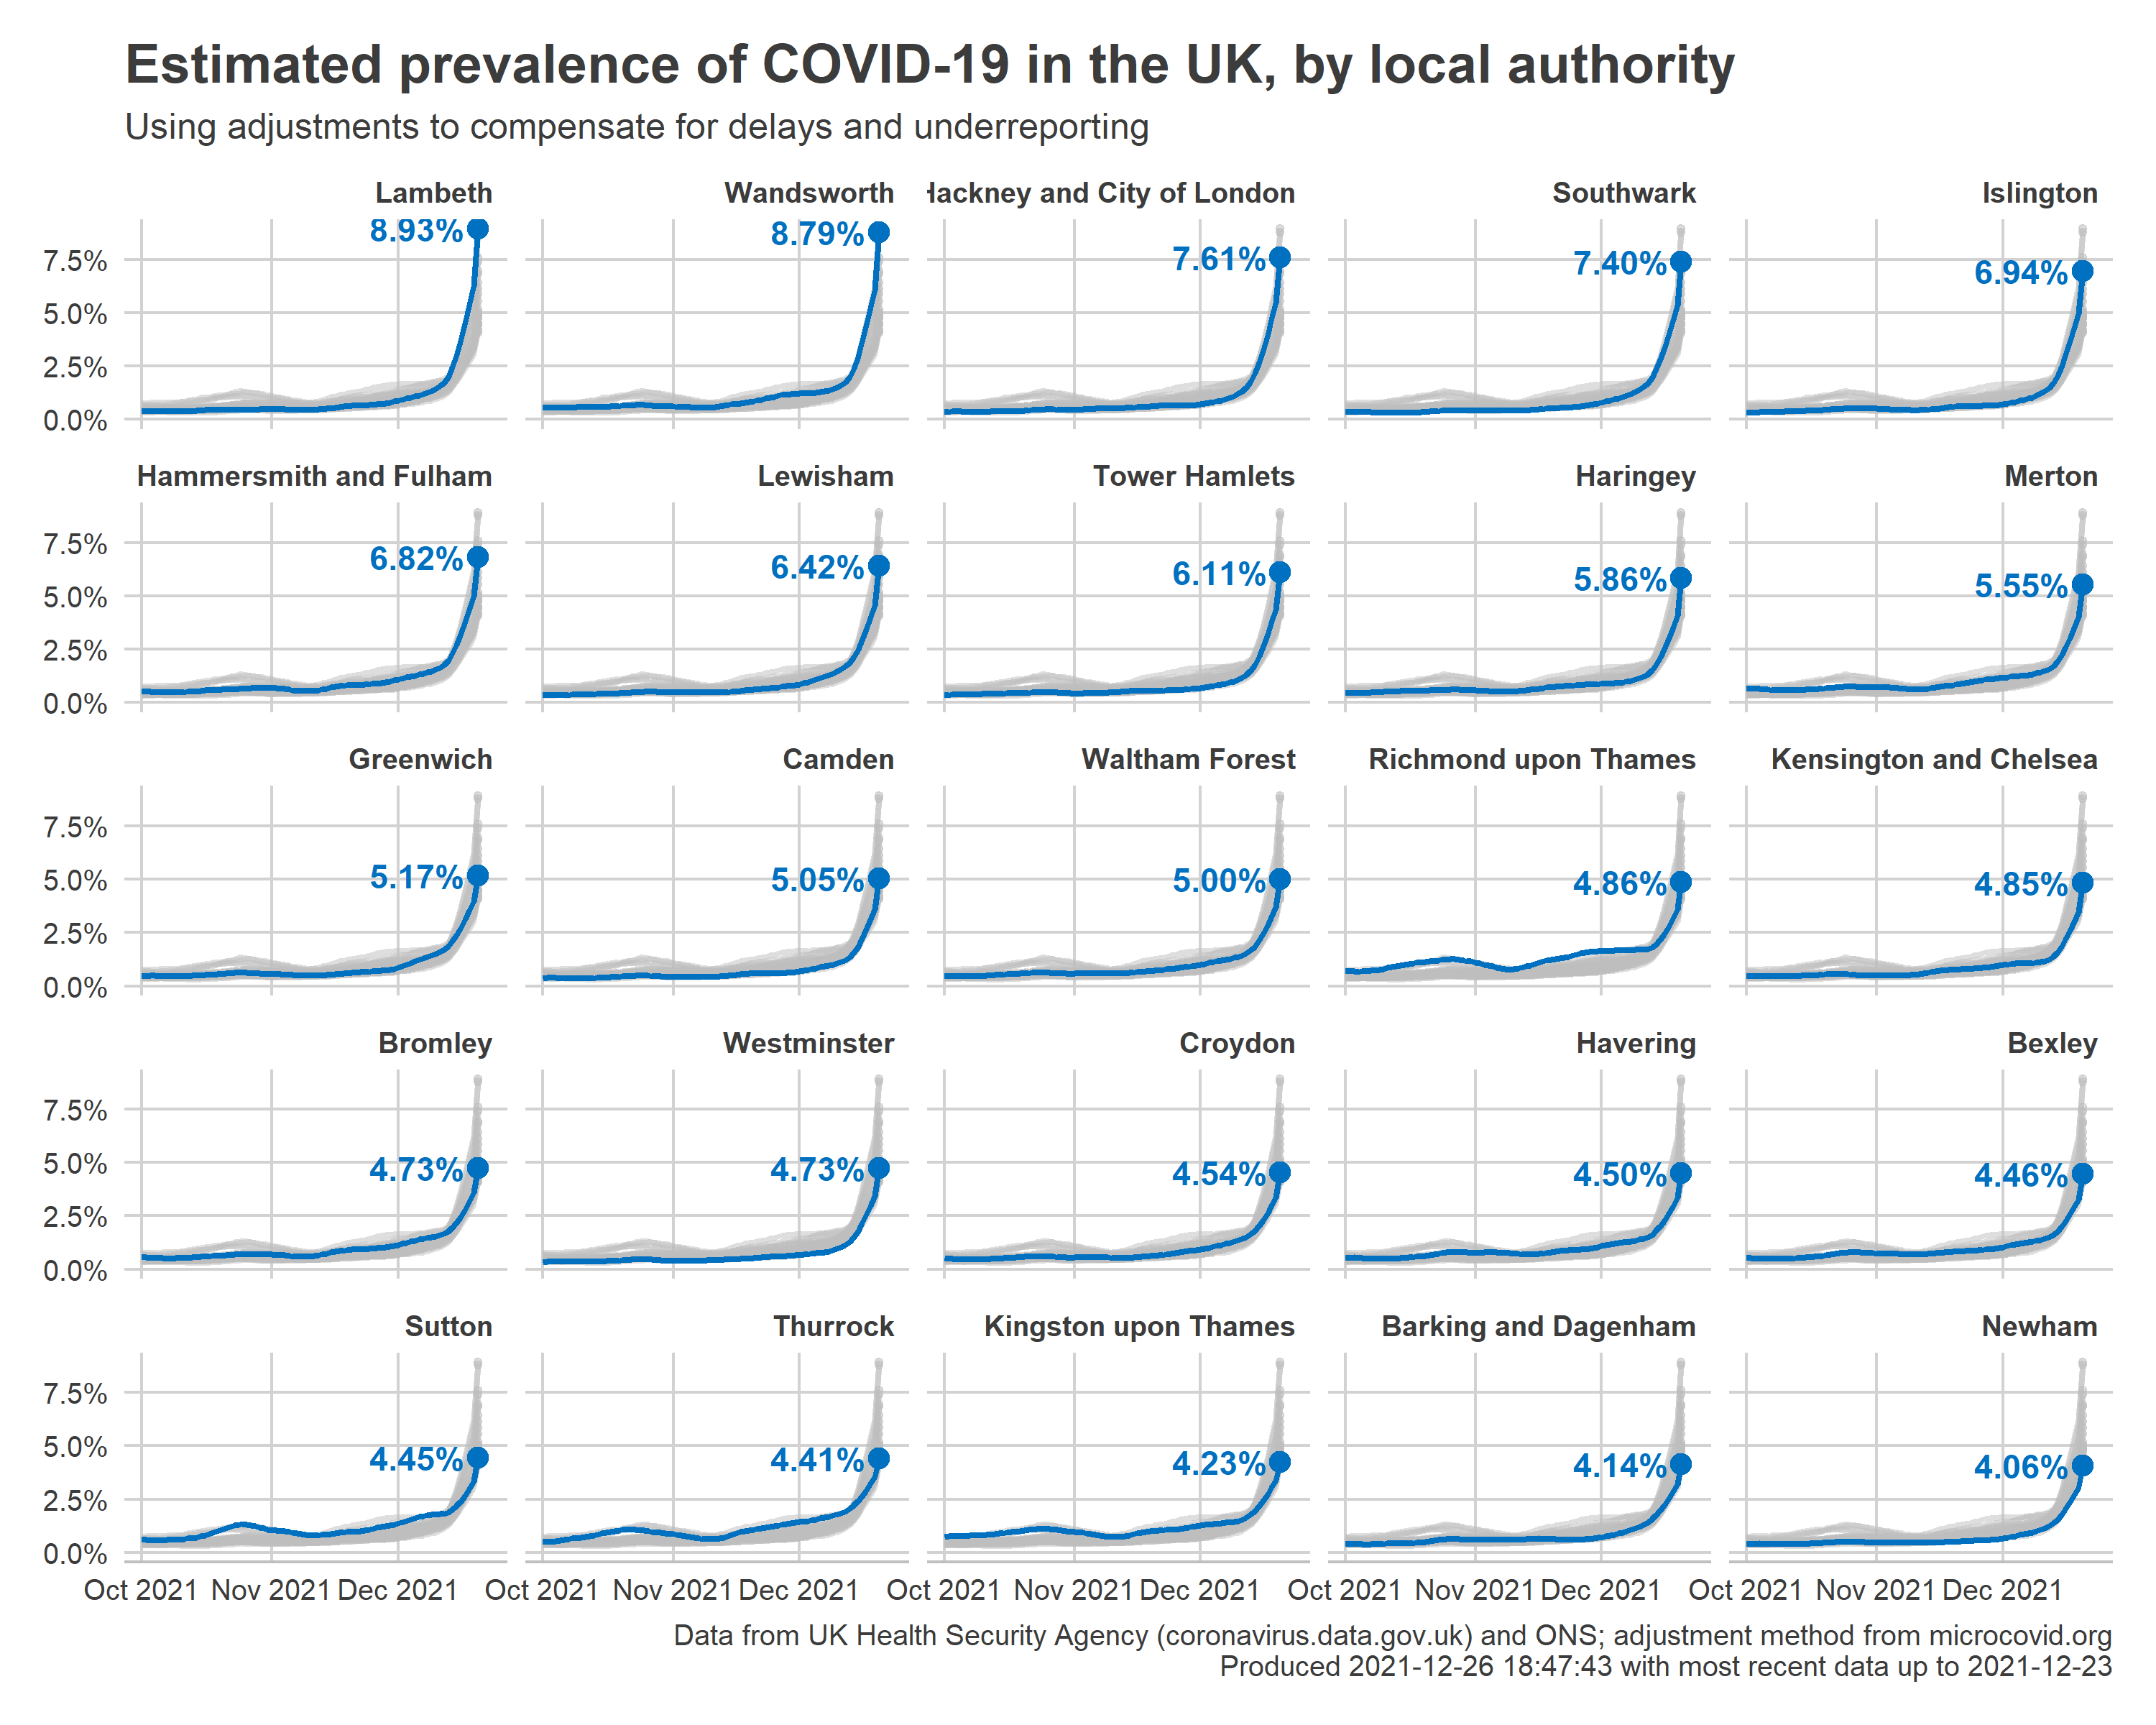 Estimated prevalence of COVID-19 in the UK, by local authority
Using adjustments to compensate for delays and underreporting
Lambeth Wandsworth Hackney and City of London Southwark Islington
8.93% 8.79% 7.61% 7.40% 6.94%
7.5%
5.0%
2.5%
0.0%
Hammersmith and Fulham Lewisham Tower Hamlets Haringey Merton
7.5%
6.82% 6.42% 6.11% 5.86% 5.55%
5.0%
2.5%
0.0%
Greenwich Camden Waltham Forest Richmond upon Thames Kensington and Chelsea
7.5%
5.17% 5.05% 5.00% 4.86% 4.85%
5.0%
2.5%
0.0%
Bromley Westminster Croydon Havering Bexley
7.5%
5.0%
4.73% 4.73% 4.54% 4.50% 4.46%
2.5%
0.0%
Sutton Thurrock Kingston upon Thames Barking and Dagenham Newham
7.5%
5.0%
4.45% 4.41% 4.23% 4.14% 4.06%
2.5%
0.0%
Oct 2021 Nov 2021 Dec 2021 Oct 2021 Nov 2021 Dec 2021 Oct 2021 Nov 2021 Dec 2021 Oct 2021 Nov 2021 Dec 2021 Oct 2021 Nov 2021 Dec 2021
Data from UK Health Security Agency (coronavirus.data.gov.uk) and ONS; adjustment method from microcovid.org
Produced 2021-12-26 18:47:43 with most recent data up to 2021-12-23